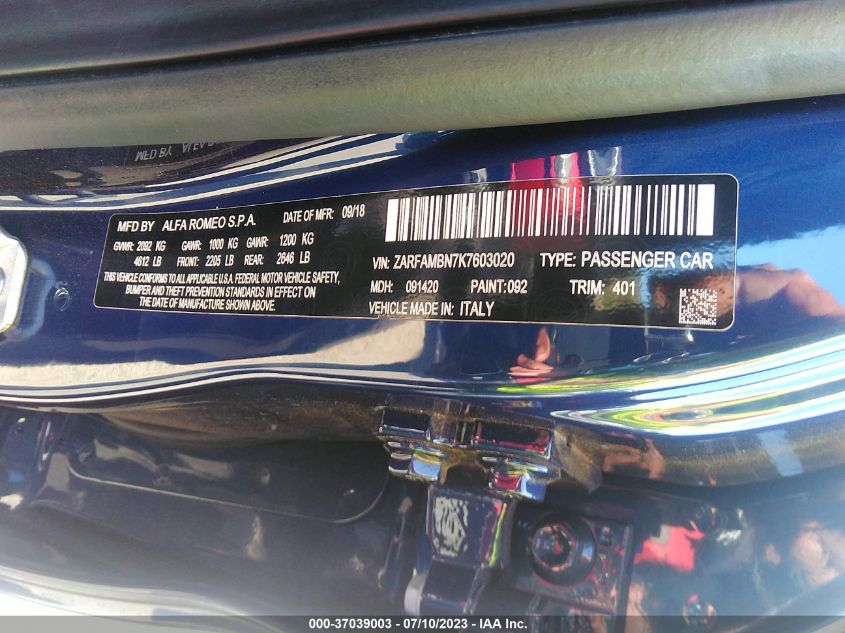 MFD BY ALFA ROMEO S.P.A. DATE OF MFR: 09/18
GVWR: 2092 KG GAWR: 1000 KG GAWR: 1200 KG
4612 LB FRONT: 2205 LB REAR: 2646 LB
THIS VEHICLE CONFORMS TO ALL APPLICABLE U.S.A. FEDERAL MOTOR VEHICLE SAFETY,
BUMPER AND THEFT PREVENTION STANDARDS IN EFFECT ON
THE DATE OF MANUFACTURE SHOWN ABOVE.
VIN: ZARFAMBN7K7603020 TYPE: PASSENGER CAR
MDH: 091420 PAINT:092 TRIM: 401
VEHICLE MADE IN: ITALY
000-37039003 - 07/10/2023 - IAA Inc.